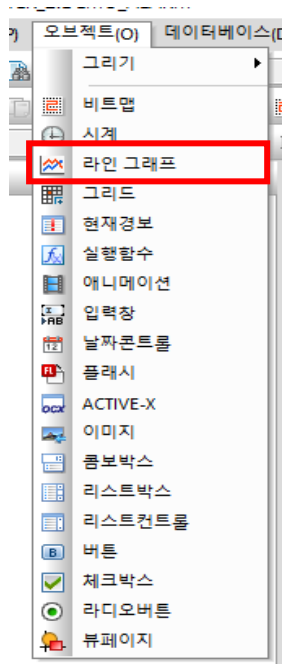 오브젝트(O) 데이터베이스(D
그리기
비트맵
시계
라인 그래프
그리드
현재경보
실행함수
애니메이션
입력창
날짜콘트롤
플래시
ACTIVE-X
이미지
콤보박스
리스트박스
리스트컨트롤
버튼
체크박스
라디오버튼
뷰페이지